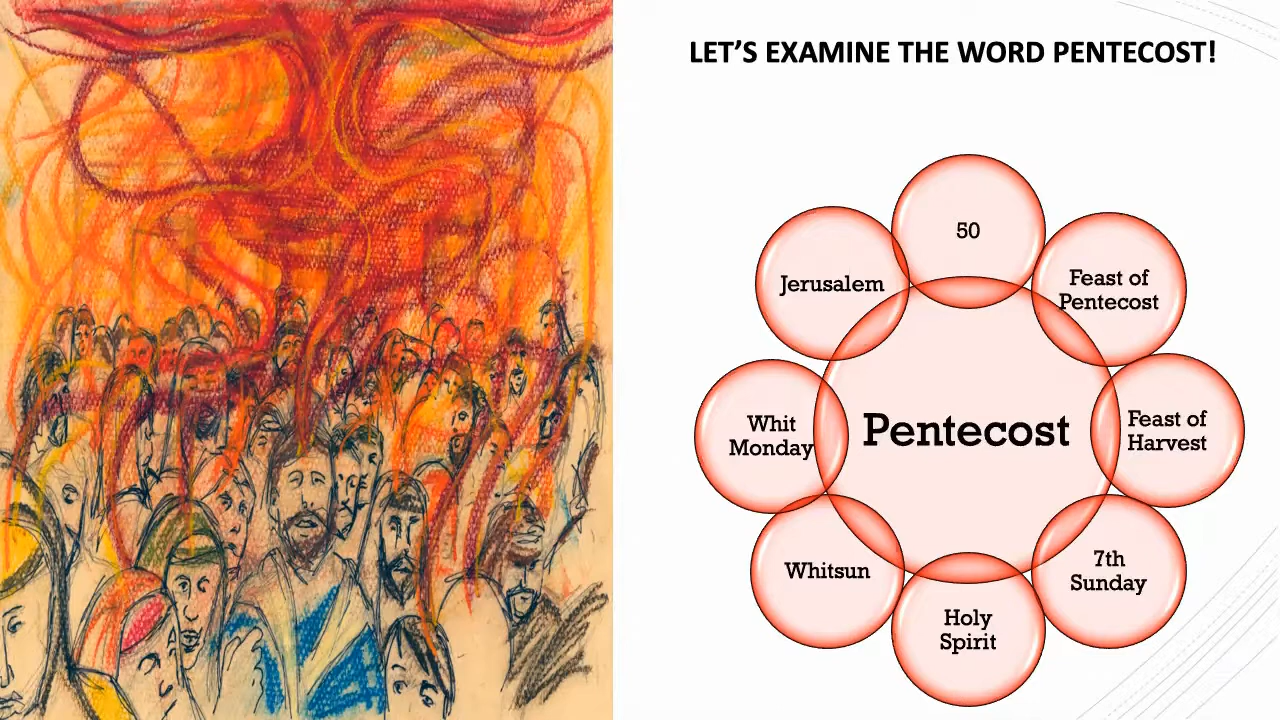 LET'S EXAMINE THE WORD PENTECOST!
50
Feast of
Pentecost
Feast of
Harvest
7th
Sunday
Holy
Spirit
Whitsun
Whit
Monday
Jerusalem
Pentecost